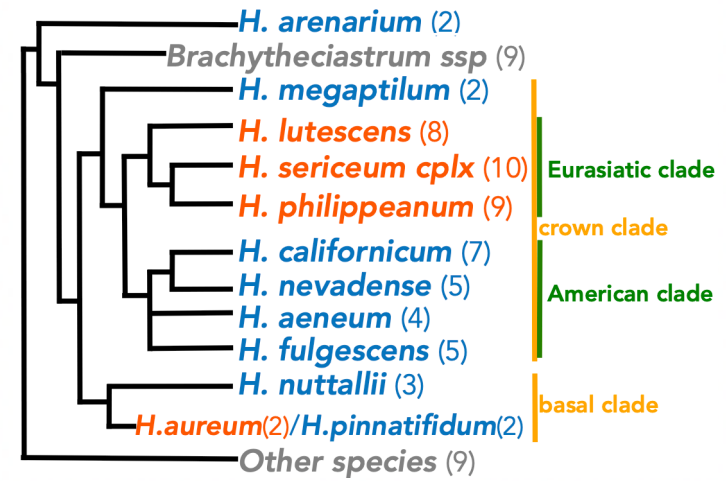 H. arenarium (2)
Brachytheciastrum ssp (9)
H. megaptilum (2)
H. lutescens (8)
H. sericeum cplx (10)
Eurasiatic clade
H. philippeanum (9)
crown clade
H. californicum (7)
H. nevadense (5)
American clade
H. aeneum (4)
H. fulgescens (5)
H. nuttallii (3)
basal clade
H.aureum(2)/H.pinnatifidum(2)
Other species (9)